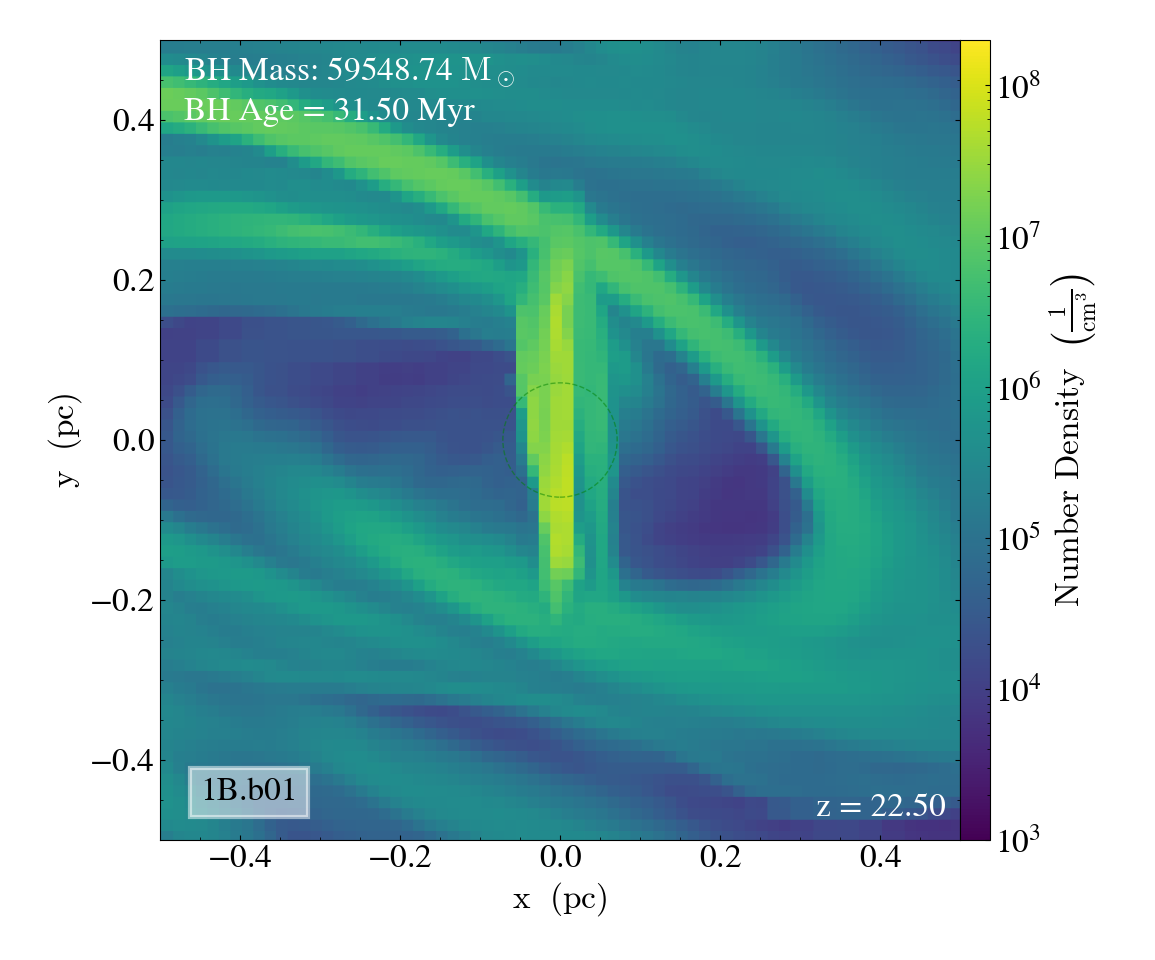 BH Mass: 59548.74 M⊙
BH Age = 31.50 Myr
1B.b01
z = 22.50
0.4
0.2
0.0
−0.2
−0.4
y (pc)
−0.4 −0.2 0.0 0.2 0.4
x (pc)
10⁸
10⁷
10⁶
10⁵
10⁴
10³
Number Density (1/cm³)